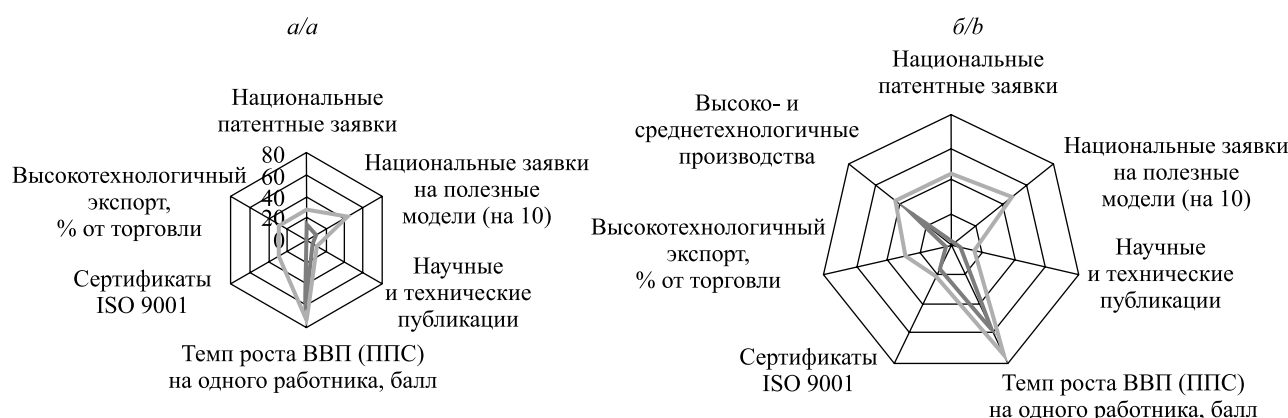 а/a
Национальные
патентные заявки
80
60
40
20
0
Национальные заявки
на полезные
модели (на 10)
Научные
и технические
публикации
Темп роста ВВП (ППС)
на одного работника, балл
Сертификаты
ISO 9001
Высокотехнологичный
экспорт,
% от торговли
б/b
Национальные
патентные заявки
Национальные заявки
на полезные
модели (на 10)
Научные
и технические
публикации
Темп роста ВВП (ППС)
на одного работника, балл
Сертификаты
ISO 9001
Высокотехнологичный
экспорт,
% от торговли
Высоко- и
среднетехнологичные
производства